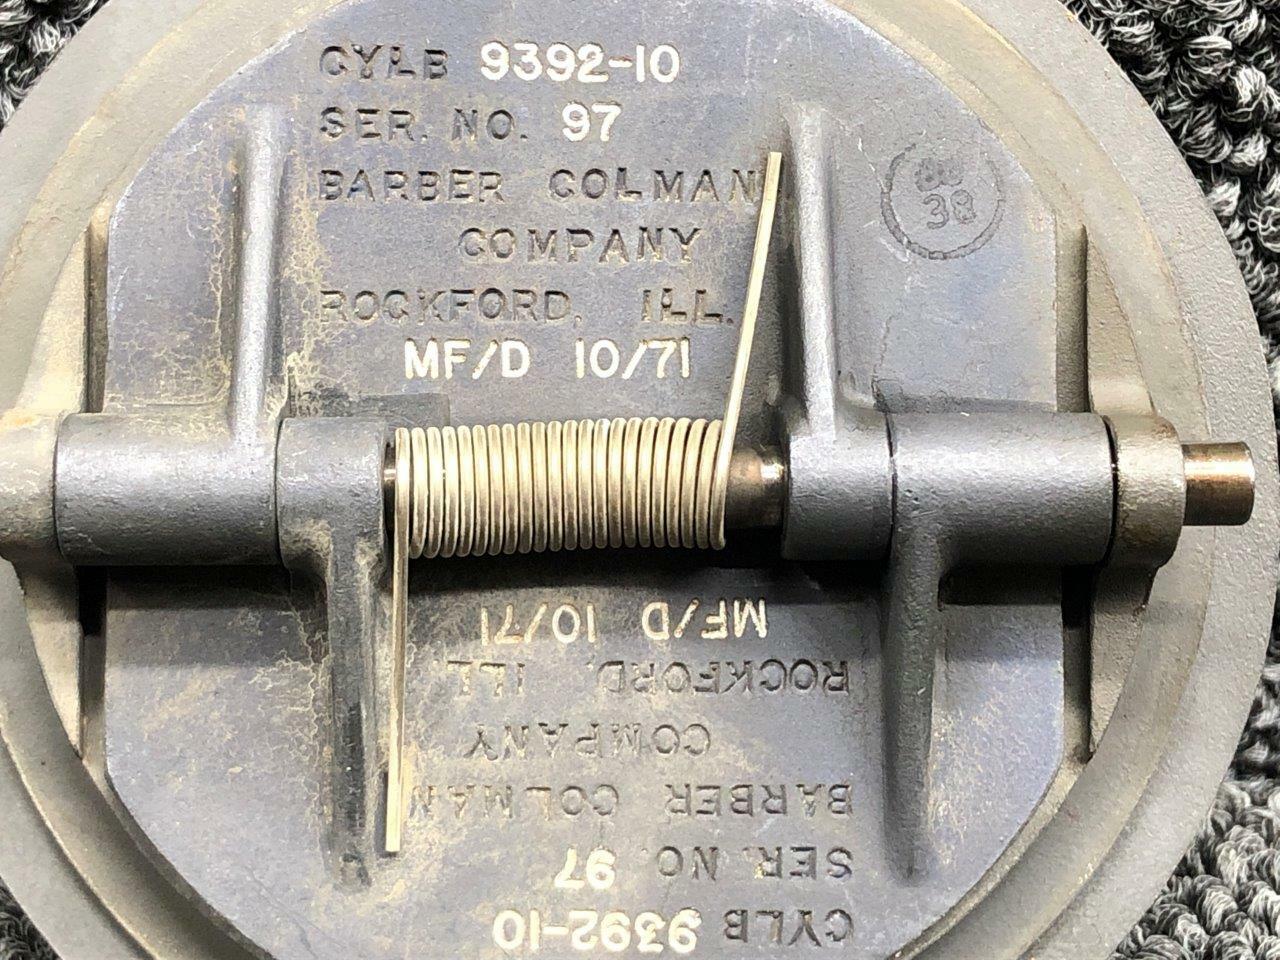 CYLB 9392-10
SER. NO. 97
BARBER COLMAN
COMPANY
ROCKFORD, ILL.
MF/D 10/71
38
MF/D 10/71
ROCKFORD, ILL
COMPANY
BARBER COLMAN
SER. NO. 97
CYLB 9392-10